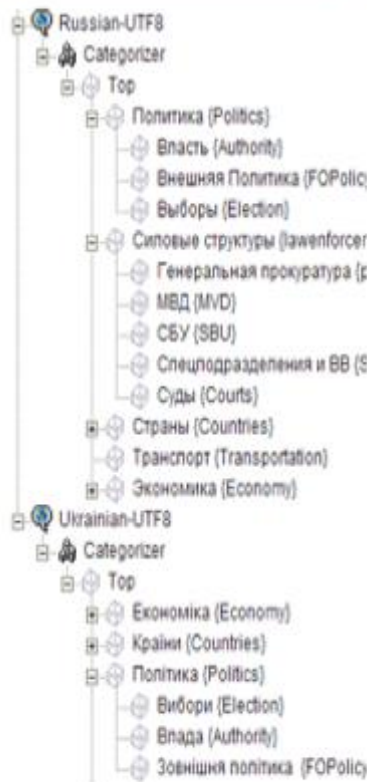 Russian-UTF8
Categorizer
Top
Политика {Politics}
Власть {Authority}
Внешняя Политика {FOPolicy
Выборы {Election}
Силовые структуры {lawenforcer
Генеральная прокуратура {p
МВД {MVD}
СБУ {SBU}
Спецподразделения и ВВ {S
Суды {Courts}
Страны {Countries}
Транспорт {Transportation}
Экономика {Economy}
Ukrainian-UTF8
Categorizer
Top
Економіка {Economy}
Країни {Countries}
Політика {Politics}
Вибори {Election}
Влада {Authority}
Зовнішня політика {FOPolicy